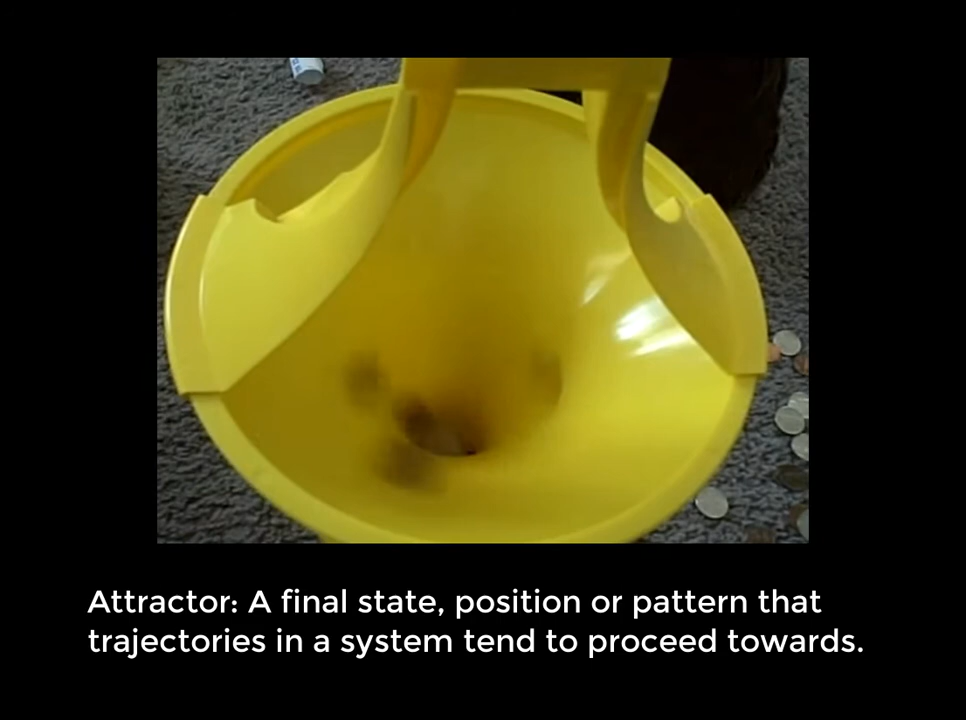 Attractor: A final state, position or pattern that
trajectories in a system tend to proceed towards.